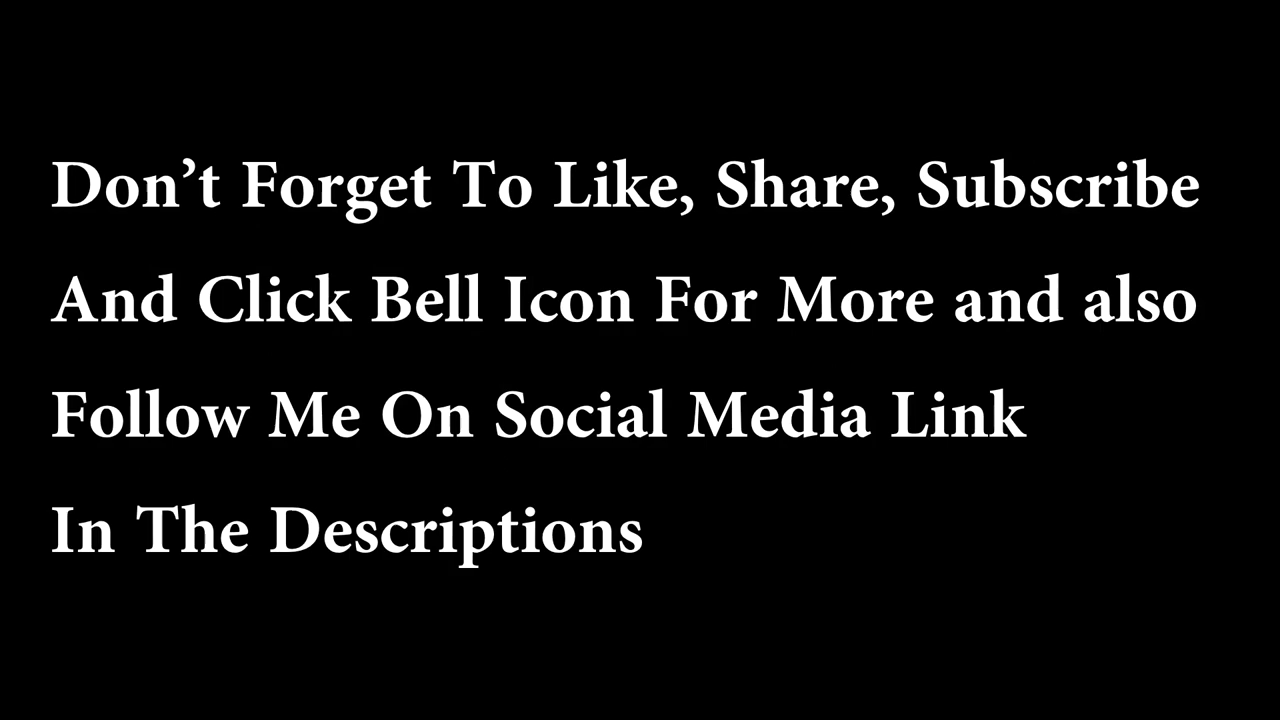 Don’t Forget To Like, Share, Subscribe
And Click Bell Icon For More and also
Follow Me On Social Media Link
In The Descriptions